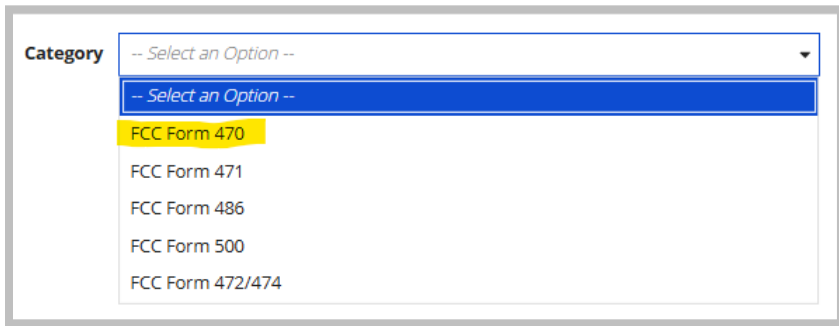 Category -- Select an Option --
-- Select an Option --
FCC Form 470
FCC Form 471
FCC Form 486
FCC Form 500
FCC Form 472/474